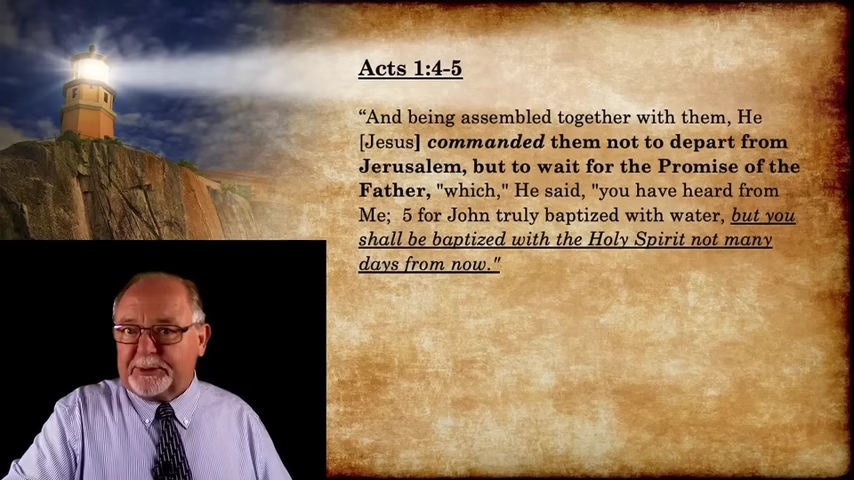 Acts 1:4-5
“And being assembled together with them, He
[Jesus] commanded them not to depart from
Jerusalem, but to wait for the Promise of the
Father, "which," He said, "you have heard from
Me;  5 for John truly baptized with water, but you
shall be baptized with the Holy Spirit not many
days from now."